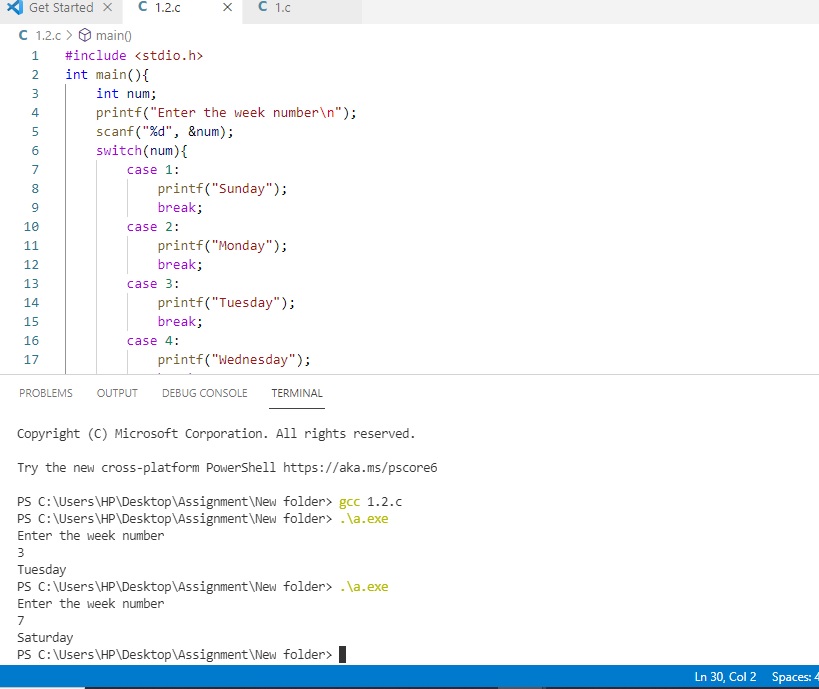 Get Started × C 1.2.c × C 1.c
C 1.2.c > main()
1 #include <stdio.h>
2 int main(){
3 int num;
4 printf("Enter the week number\n");
5 scanf("%d", &num);
6 switch(num){
7 case 1:
8 printf("Sunday");
9 break;
10 case 2:
11 printf("Monday");
12 break;
13 case 3:
14 printf("Tuesday");
15 break;
16 case 4:
17 printf("Wednesday");
PROBLEMS OUTPUT DEBUG CONSOLE TERMINAL
Copyright (C) Microsoft Corporation. All rights reserved.
Try the new cross-platform PowerShell https://aka.ms/pscore6
PS C:\Users\HP\Desktop\Assignment\New folder> gcc 1.2.c
PS C:\Users\HP\Desktop\Assignment\New folder> .\a.exe
Enter the week number
3
Tuesday
PS C:\Users\HP\Desktop\Assignment\New folder> .\a.exe
Enter the week number
7
Saturday
PS C:\Users\HP\Desktop\Assignment\New folder>
Ln 30, Col 2 Spaces: 4